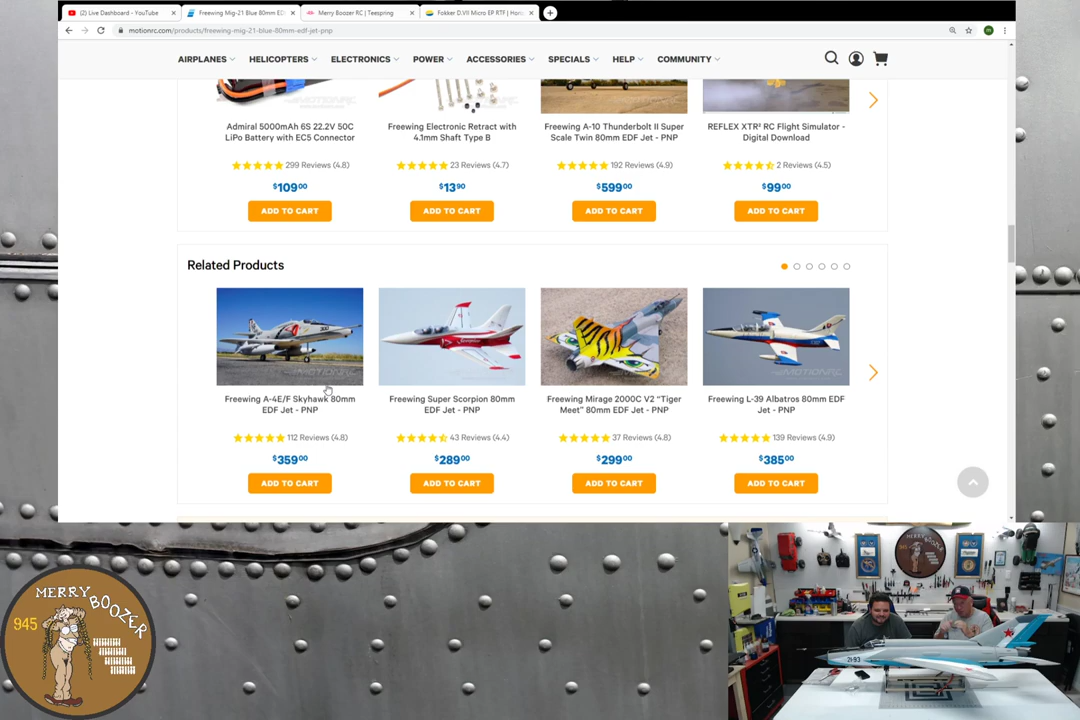 (2) Live Dashboard - YouTube
Freewing Mig-21 Blue 80mm ED
Merry Boozer RC | Teespring
Fokker D.VII Micro EP RTF | Hori
motionrc.com/products/freewing-mig-21-blue-80mm-edf-jet-pnp
AIRPLANES HELICOPTERS ELECTRONICS POWER ACCESSORIES SPECIALS HELP COMMUNITY
Admiral 5000mAh 6S 22.2V 50C
LiPo Battery with EC5 Connector
299 Reviews (4.8)
$109.00
ADD TO CART
Freewing Electronic Retract with
4.1mm Shaft Type B
23 Reviews (4.7)
$13.90
ADD TO CART
Freewing A-10 Thunderbolt II Super
Scale Twin 80mm EDF Jet - PNP
192 Reviews (4.9)
$599.00
ADD TO CART
REFLEX XTR² RC Flight Simulator -
Digital Download
2 Reviews (4.5)
$99.00
ADD TO CART
Related Products
Freewing A-4E/F Skyhawk 80mm
EDF Jet - PNP
112 Reviews (4.8)
$359.00
ADD TO CART
Freewing Super Scorpion 80mm
EDF Jet - PNP
43 Reviews (4.4)
$289.00
ADD TO CART
Freewing Mirage 2000C V2 "Tiger
Meet" 80mm EDF Jet - PNP
37 Reviews (4.8)
$299.00
ADD TO CART
Freewing L-39 Albatros 80mm EDF
Jet - PNP
139 Reviews (4.9)
$385.00
ADD TO CART
MERRY BOOZER
945